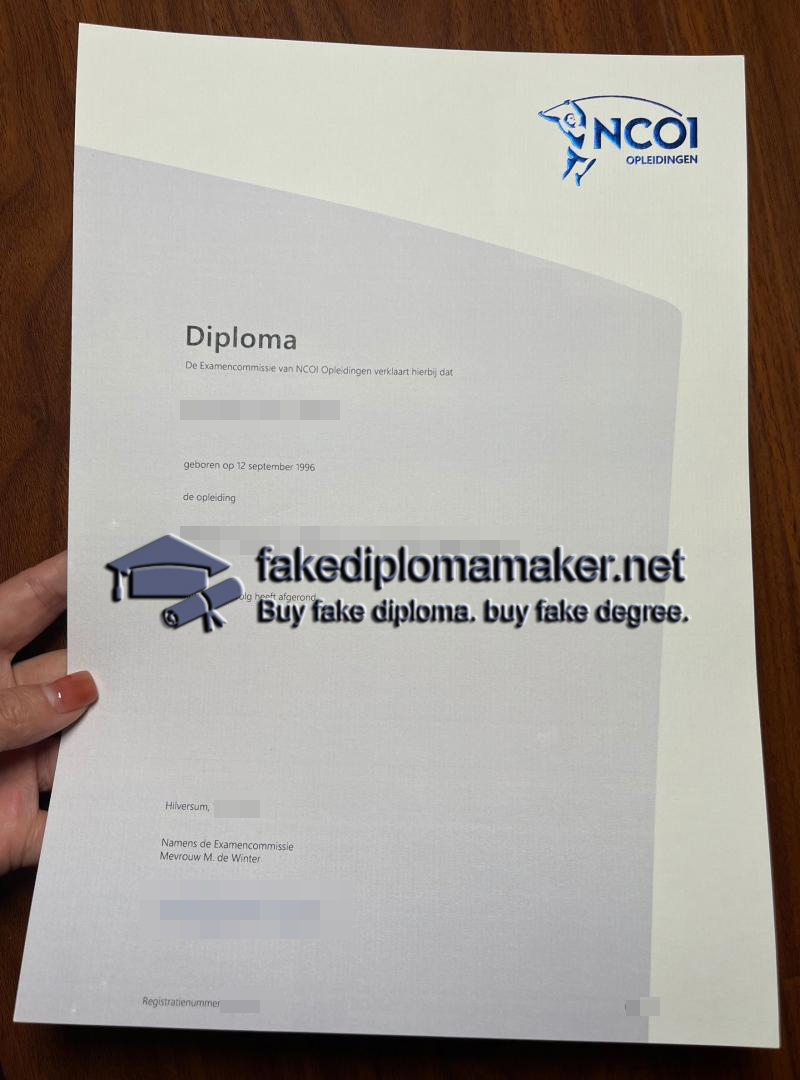 NCOI
OPLEIDINGEN
Diploma
De Examencommissie van NCOI Opleidingen verklaart hierbij dat
geboren op 12 september 1996
de opleiding
fakediplomamaker.net
heeft afgerond.
Buy fake diploma. buy fake degree.
Hilversum,
Namens de Examencommissie
Mevrouw M. de Winter
Registratienummer